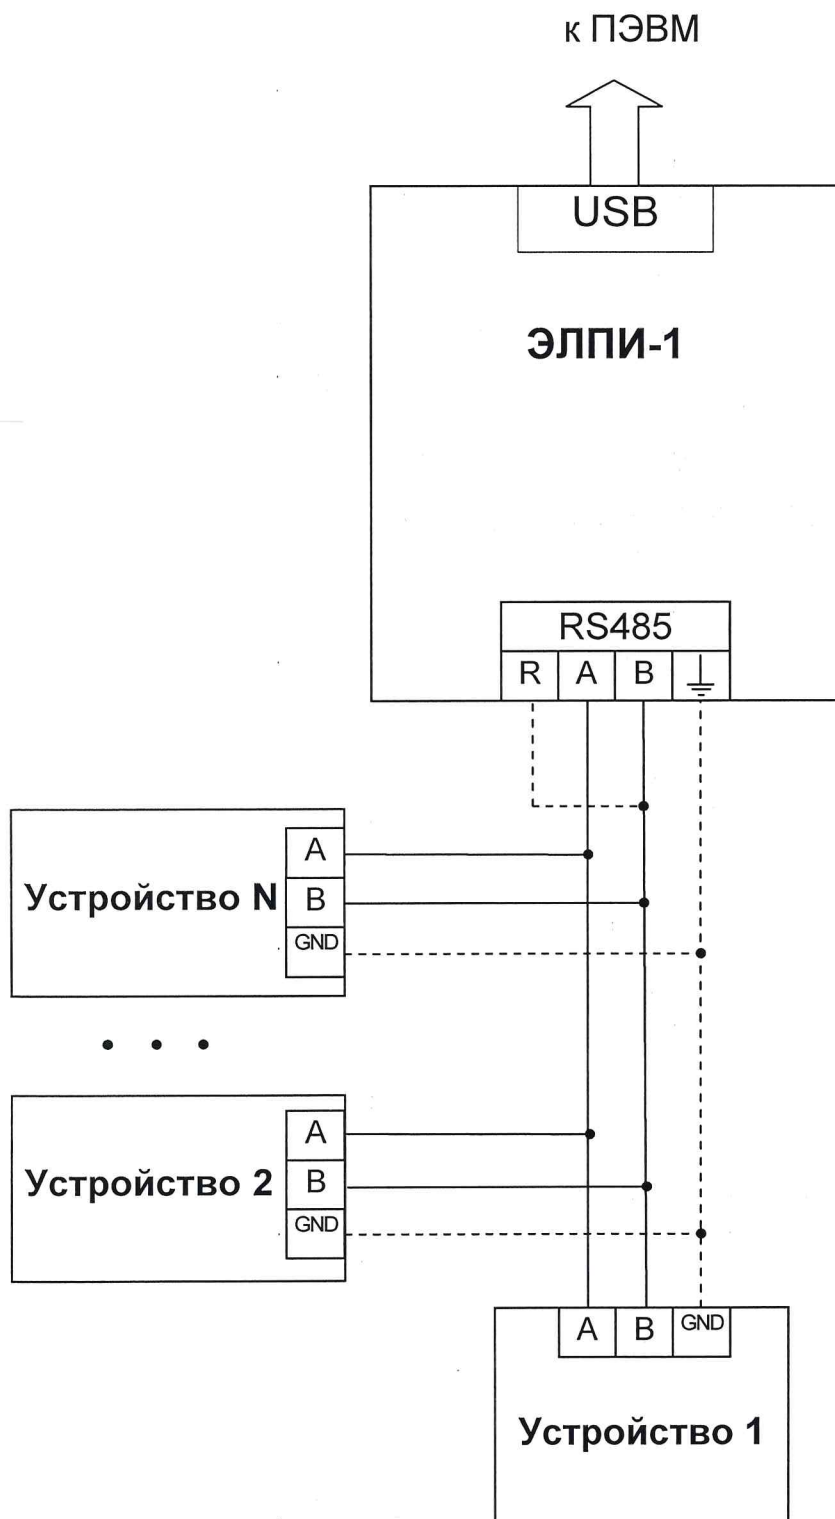 к ПЭВМ
USB
ЭЛПИ-1
RS485
R A B
Устройство N
A
B
GND
Устройство 2
A
B
GND
A B GND
Устройство 1